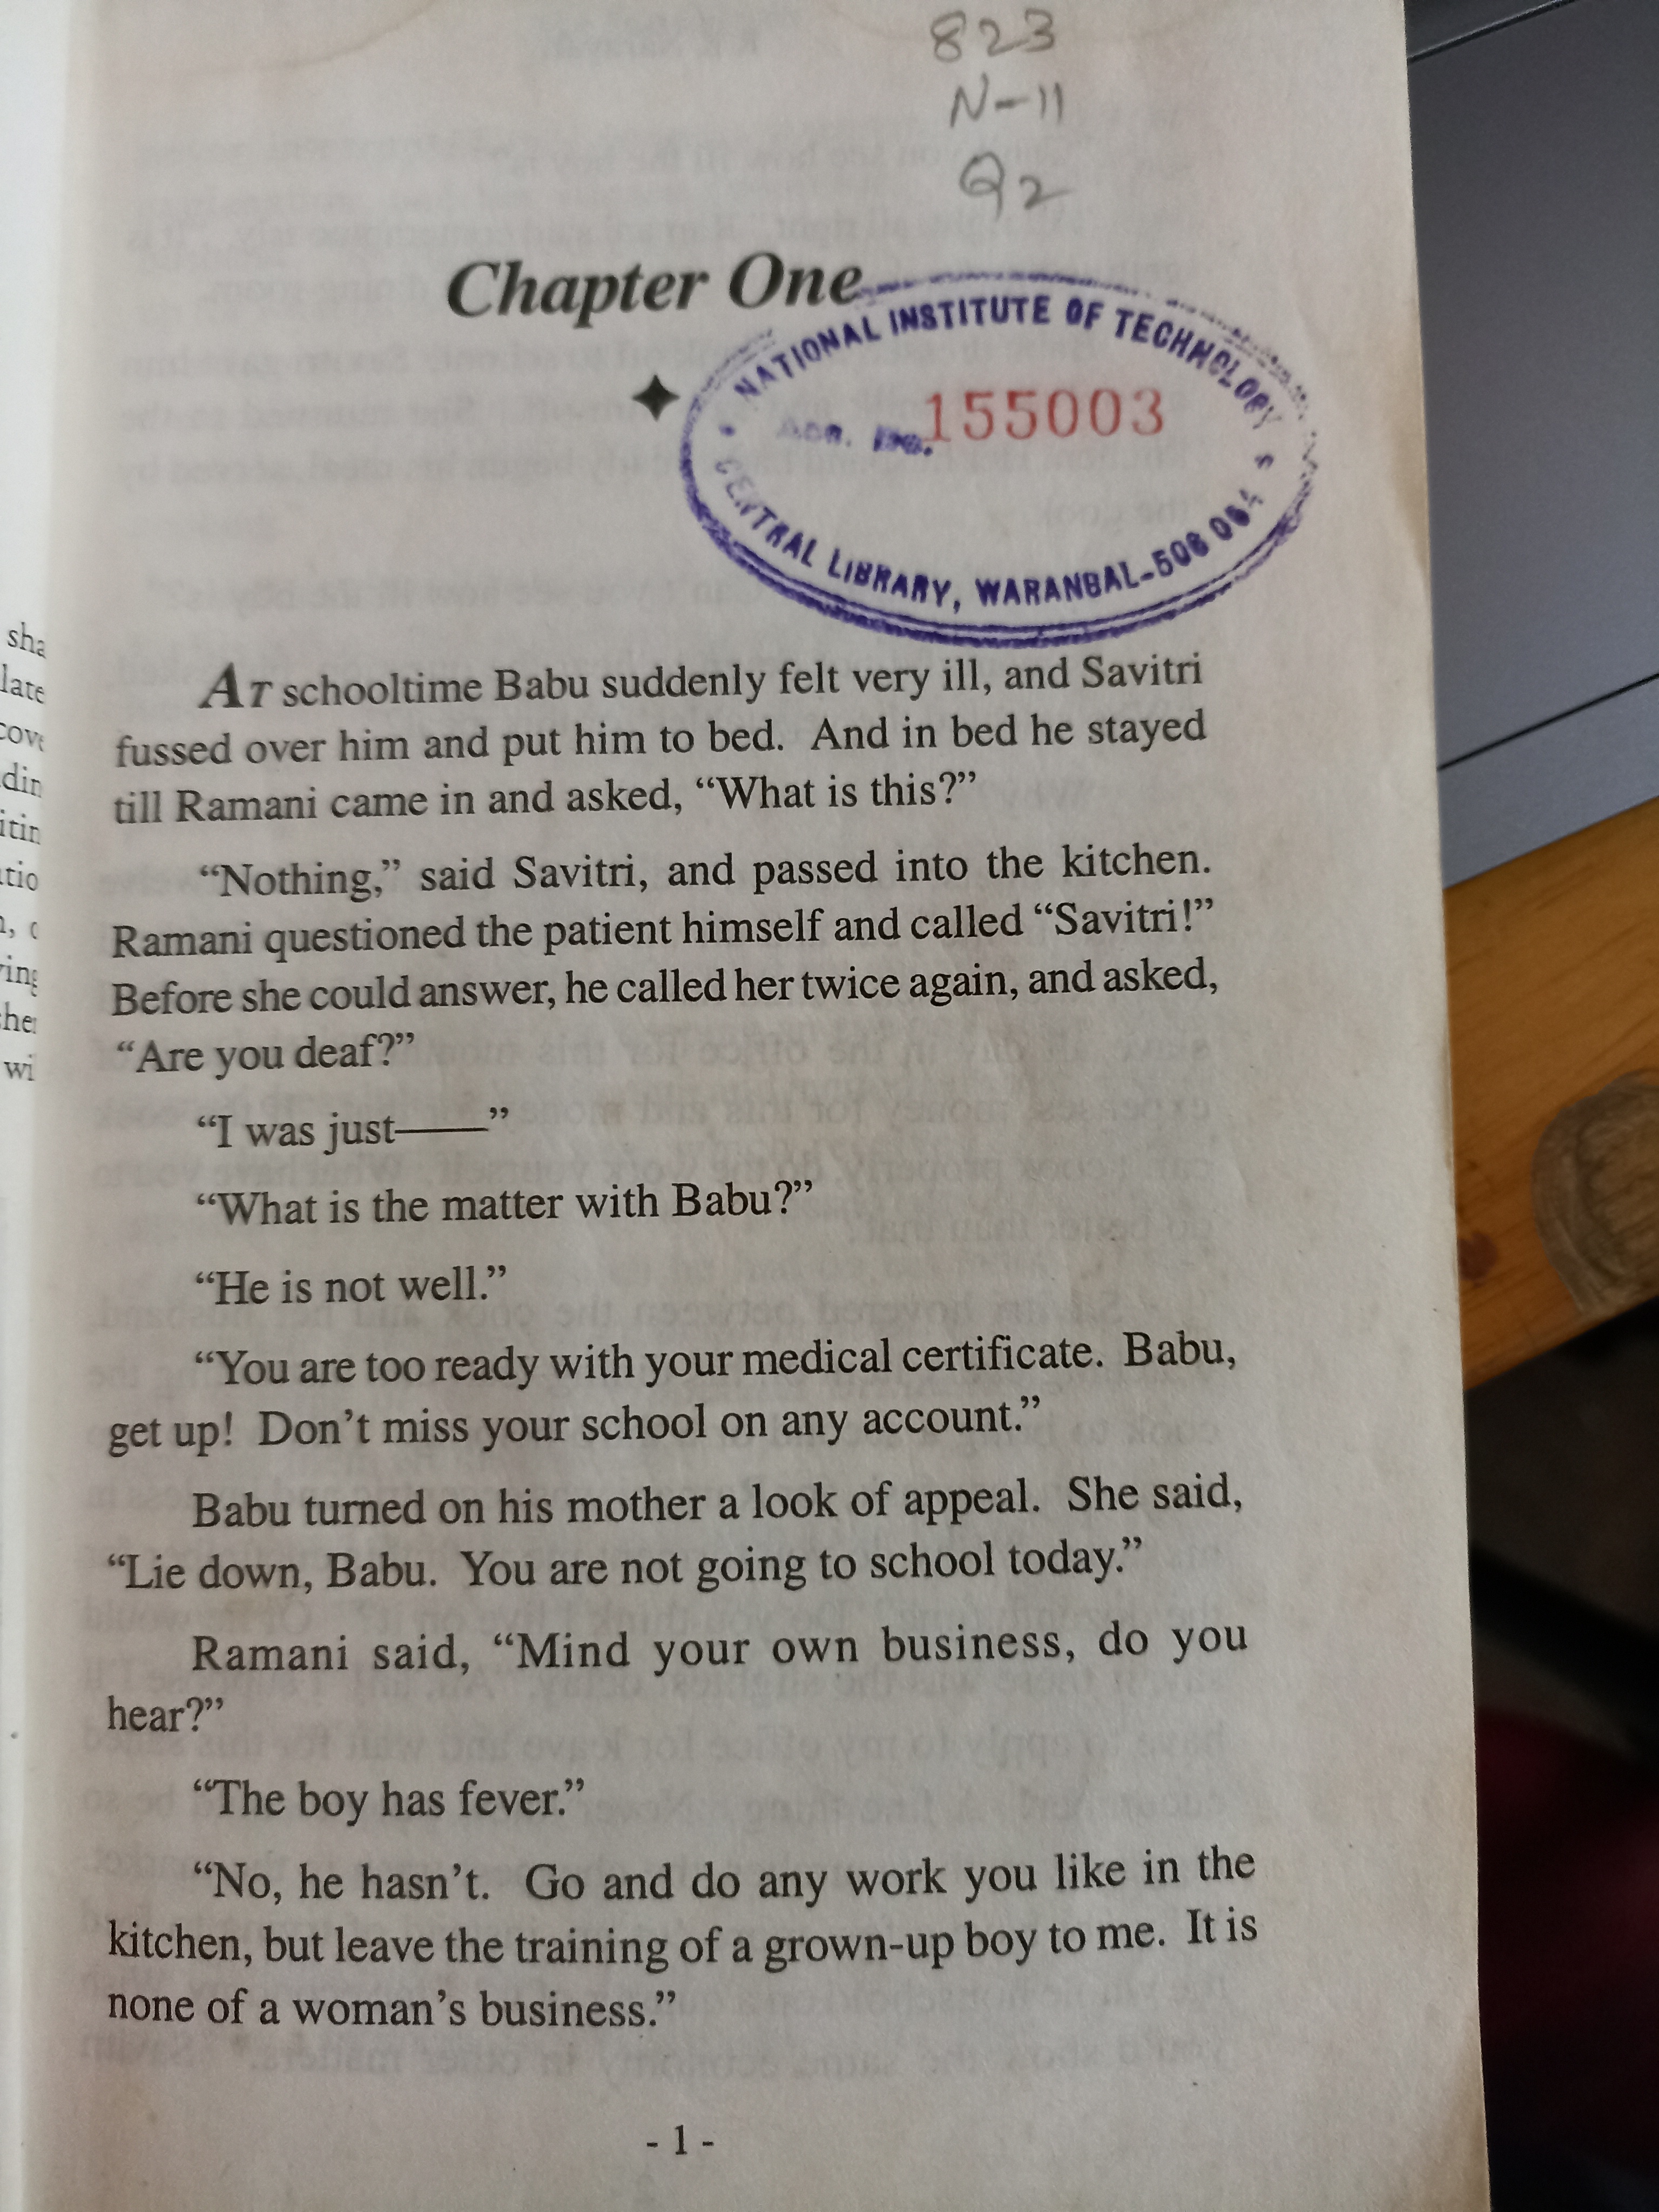 823
N-11
Q2
Chapter One
NATIONAL INSTITUTE OF TECHNOLOGY
155003
CENTRAL LIBRARY, WARANGAL-506 004
AT schooltime Babu suddenly felt very ill, and Savitri
fussed over him and put him to bed. And in bed he stayed
till Ramani came in and asked, “What is this?”
“Nothing,” said Savitri, and passed into the kitchen.
Ramani questioned the patient himself and called “Savitri!”
Before she could answer, he called her twice again, and asked,
“Are you deaf?”
“I was just——”
“What is the matter with Babu?”
“He is not well.”
“You are too ready with your medical certificate. Babu,
get up! Don’t miss your school on any account.”
Babu turned on his mother a look of appeal. She said,
“Lie down, Babu. You are not going to school today.”
Ramani said, “Mind your own business, do you
hear?”
“The boy has fever.”
“No, he hasn’t. Go and do any work you like in the
kitchen, but leave the training of a grown-up boy to me. It is
none of a woman’s business.”
- 1 -